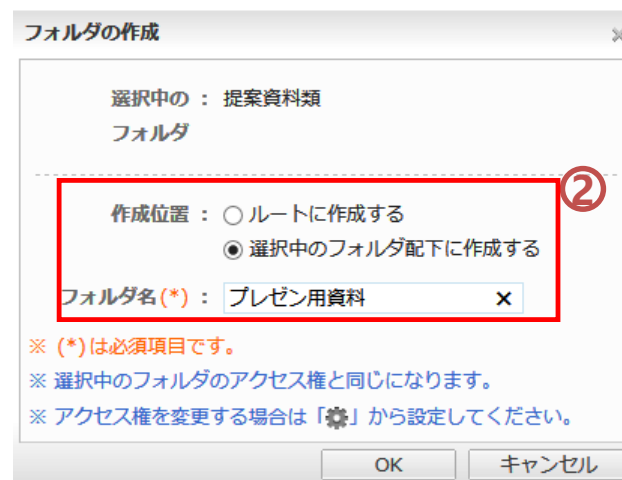 フォルダの作成
選択中の : 提案資料類
フォルダ
②
作成位置 : ルートに作成する
選択中のフォルダ配下に作成する
フォルダ名(*) : プレゼン用資料 ×
※ (*)は必須項目です。
※ 選択中のフォルダのアクセス権と同じになります。
※ アクセス権を変更する場合は「⚙」から設定してください。
OK キャンセル